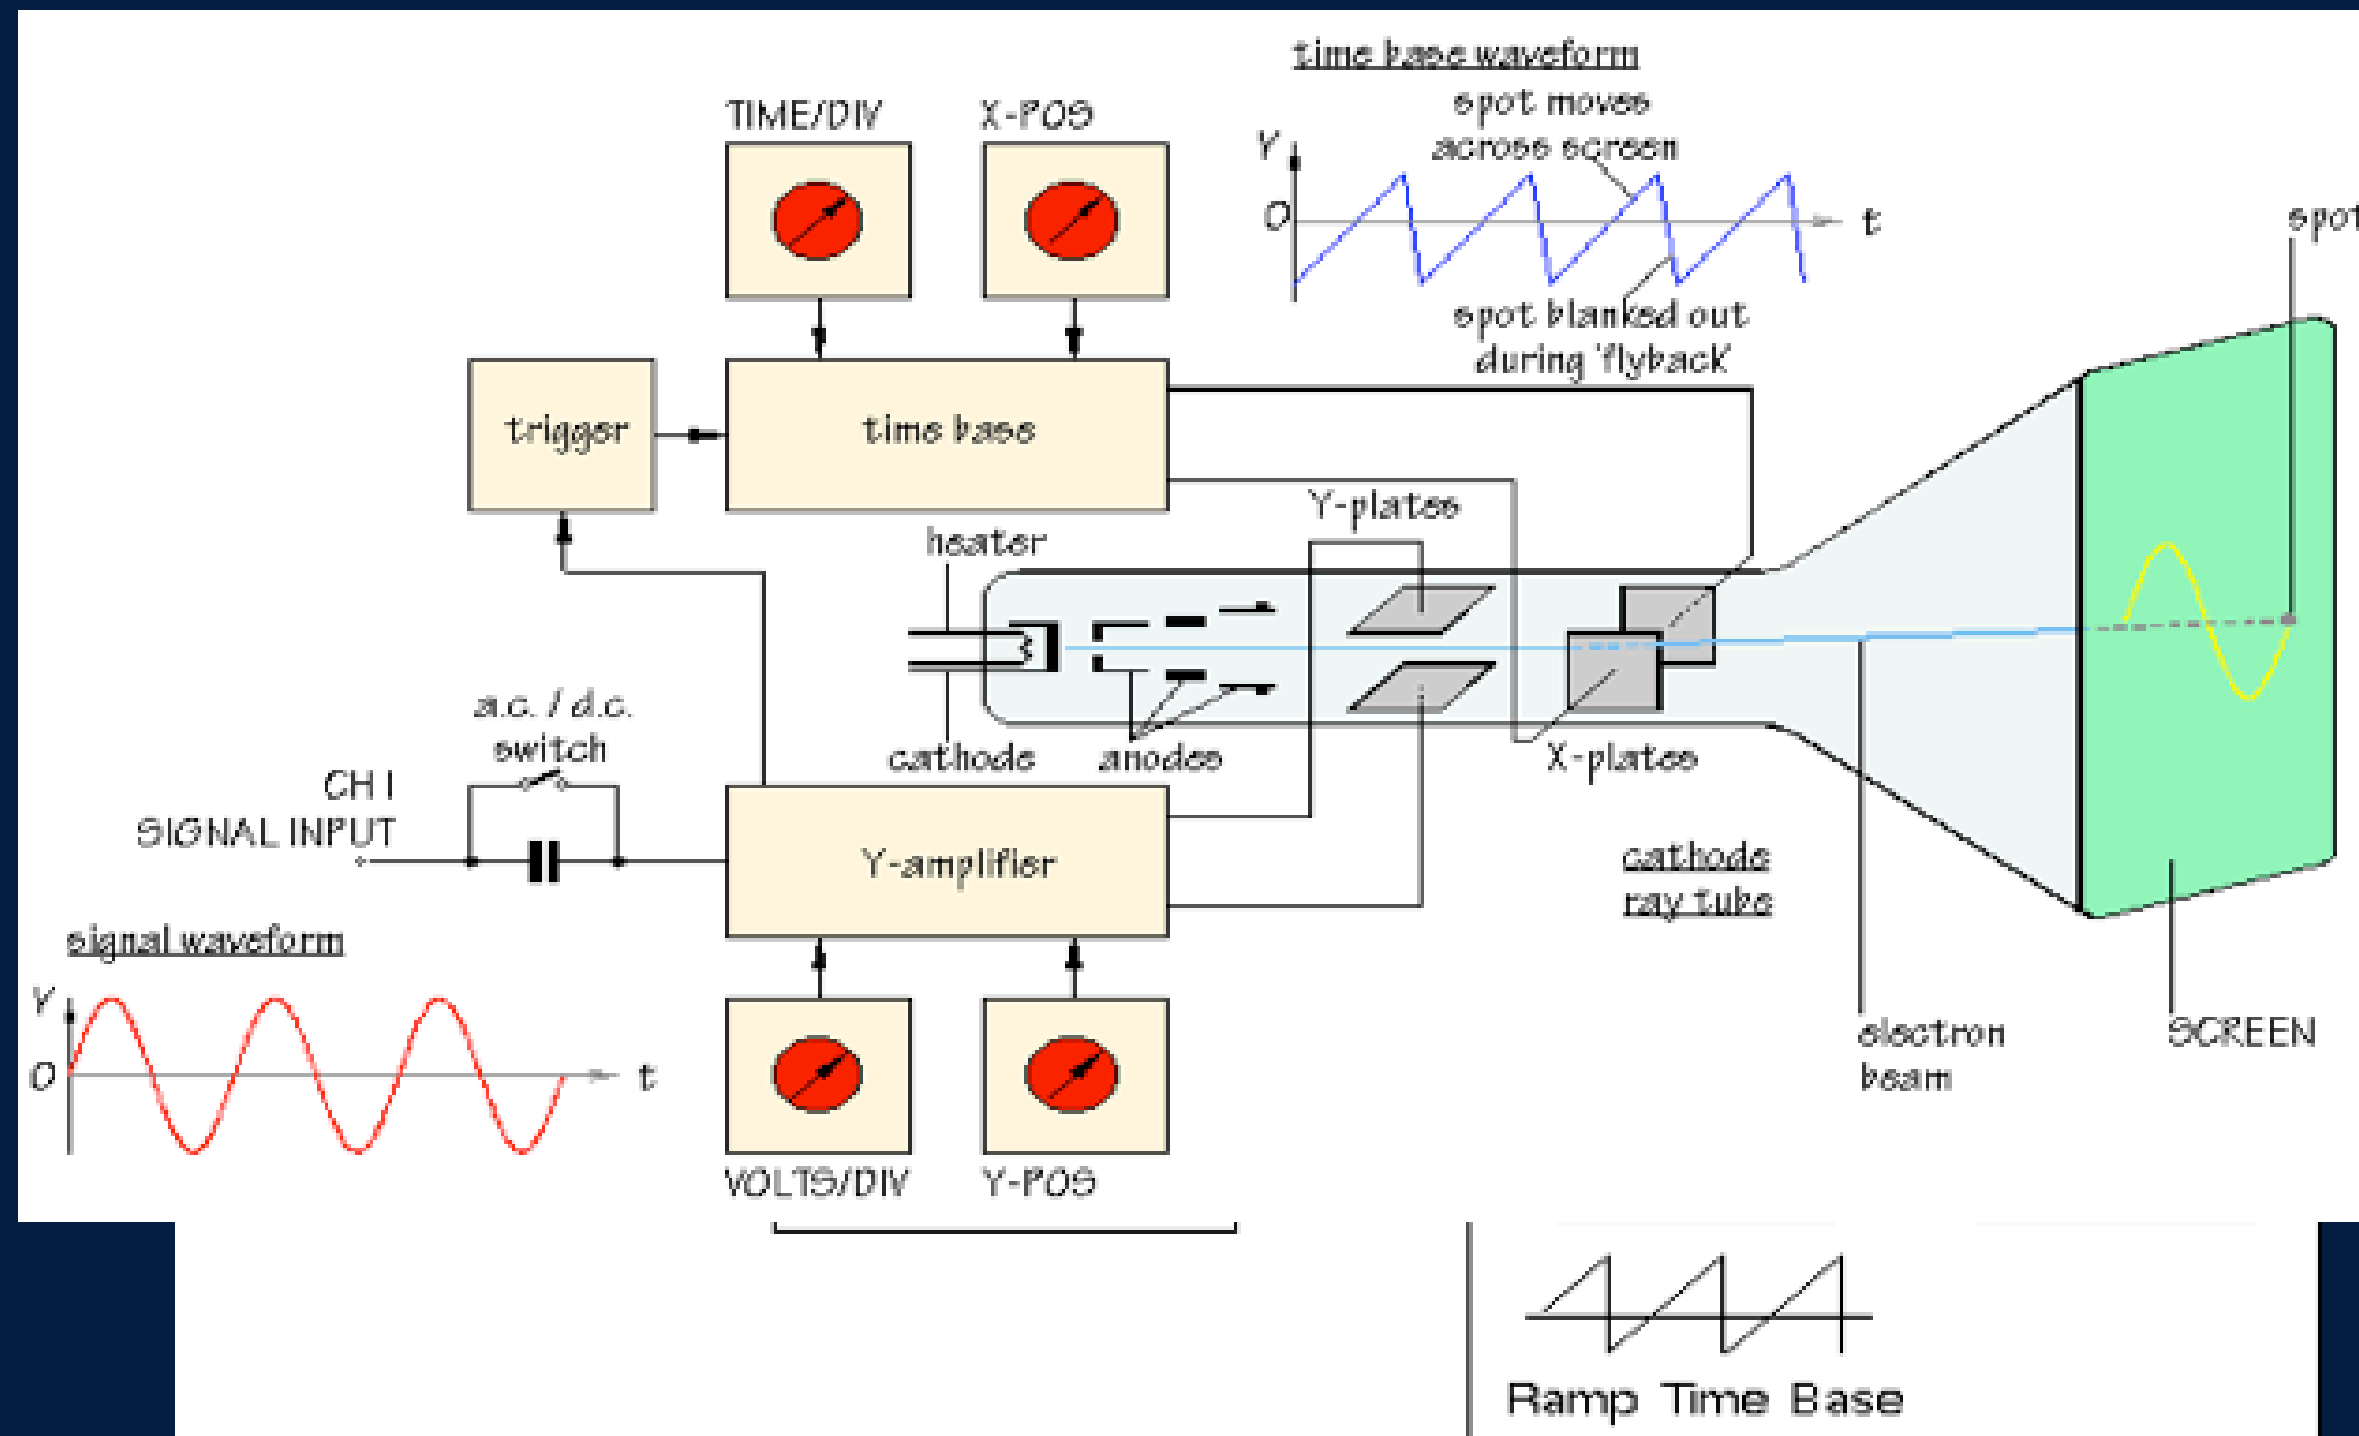 time base waveform
spot moves
across screen
TIME/DIV
X-POS
Y
O
t
spot
spot blanked out
during 'flyback'
trigger
time base
Y-plates
heater
cathode
anodes
X-plates
a.c. / d.c.
switch
CH I
SIGNAL INPUT
Y-amplifier
cathode
ray tube
signal waveform
Y
O
t
electron
beam
SCREEN
VOLTS/DIV
Y-POS
Ramp Time Base